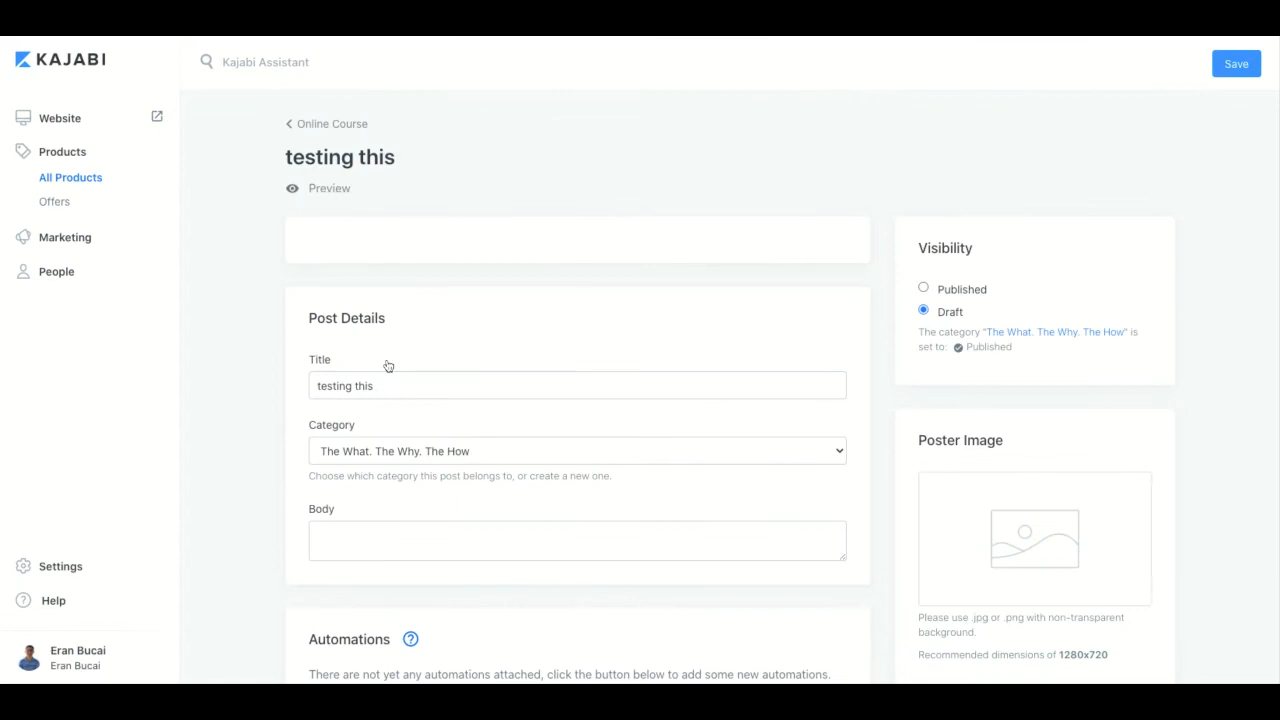 KAJABI
Kajabi Assistant
Save
Website
Products
All Products
Offers
Marketing
People
Settings
Help
Eran Bucai
Eran Bucai
Online Course
testing this
Preview
Post Details
Title
testing this
Category
The What. The Why. The How
Choose which category this post belongs to, or create a new one.
Body
Automations ?
There are not yet any automations attached, click the button below to add some new automations.
Visibility
Published
Draft
The category "The What. The Why. The How" is
set to: Published
Poster Image
Please use .jpg or .png with non-transparent
background.
Recommended dimensions of 1280x720